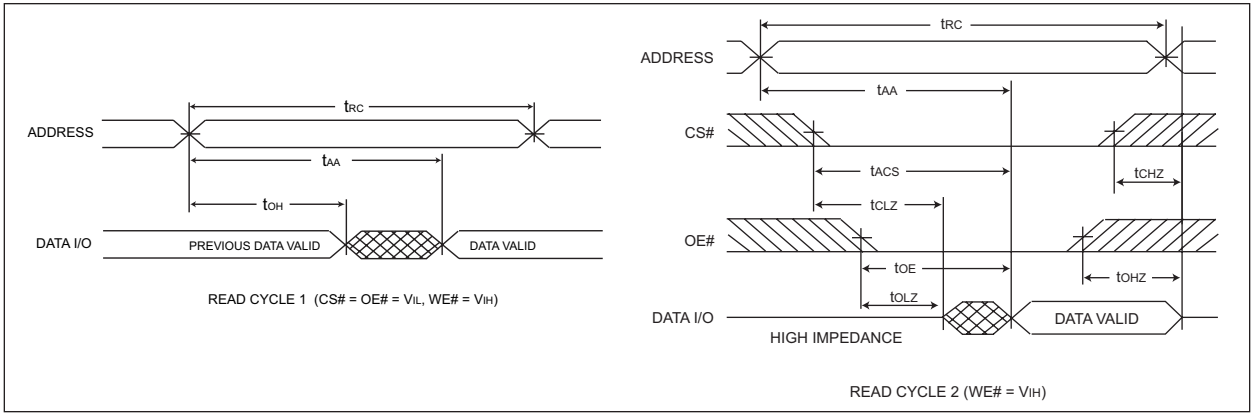 tRC
ADDRESS
tAA
tOH
DATA I/O
PREVIOUS DATA VALID
DATA VALID
READ CYCLE 1 (CS# = OE# = VIL, WE# = VIH)
tRC
ADDRESS
tAA
CS#
tACS
tCHZ
tCLZ
OE#
tOE
tOHZ
tOLZ
DATA I/O
DATA VALID
HIGH IMPEDANCE
READ CYCLE 2 (WE# = VIH)